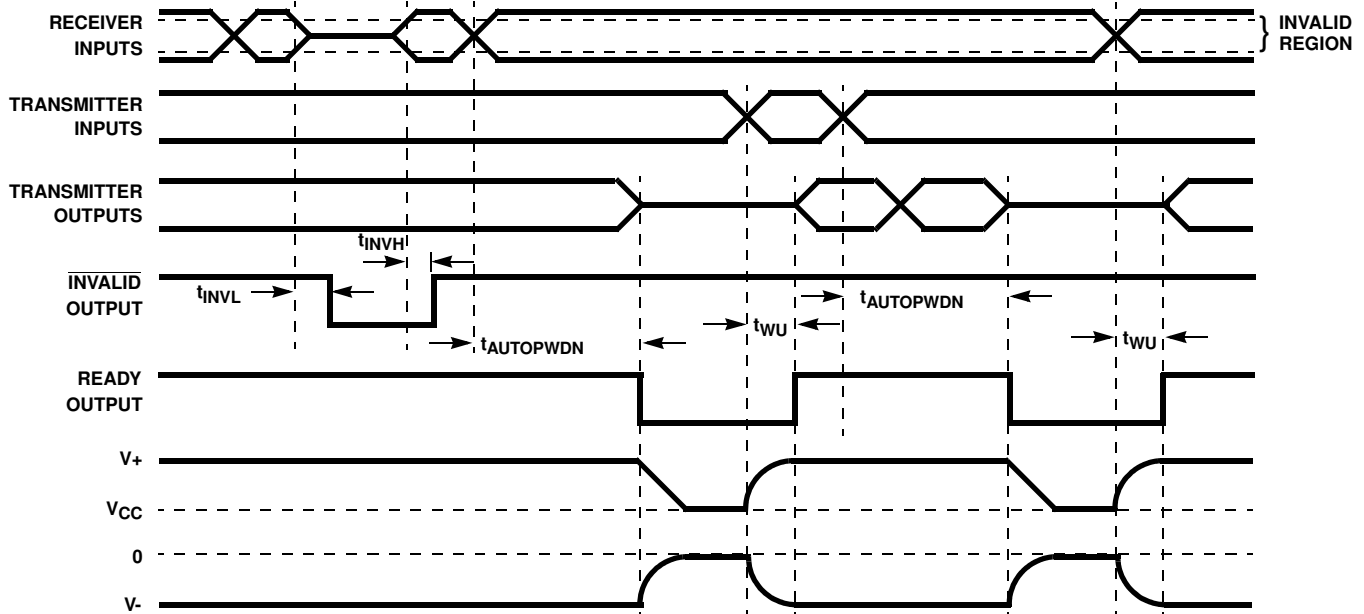 RECEIVER
INPUTS
} INVALID
REGION
TRANSMITTER
INPUTS
TRANSMITTER
OUTPUTS
tINVH
INVALID
OUTPUT
tINVL
tAUTOPWDN
tWU
tWU
tAUTOPWDN
READY
OUTPUT
V+
VCC
0
V-